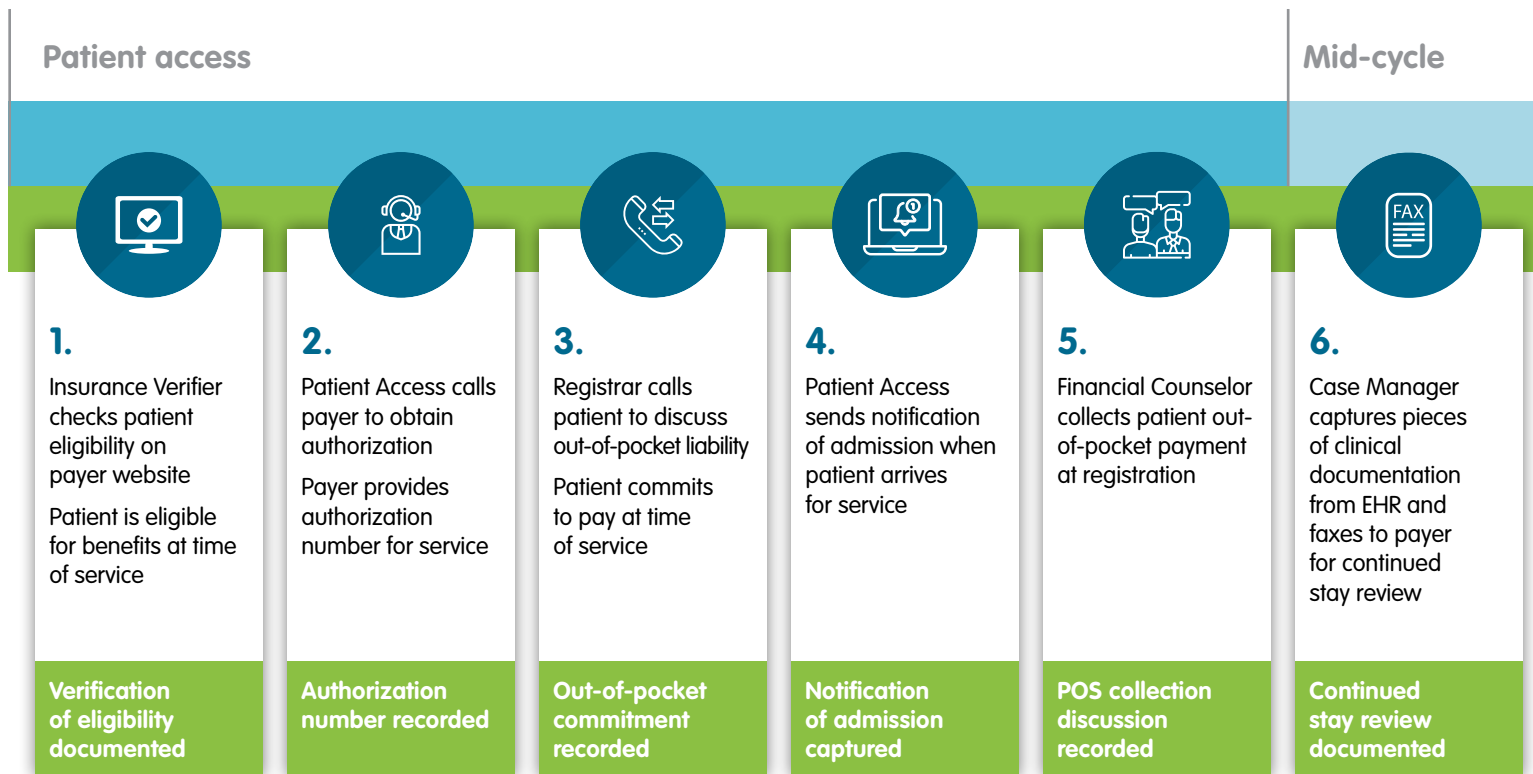 Patient access
Mid-cycle
1.
Insurance Verifier
checks patient
eligibility on
payer website
Patient is eligible
for benefits at time
of service
Verification
of eligibility
documented
2.
Patient Access calls
payer to obtain
authorization
Payer provides
authorization
number for service
Authorization
number recorded
3.
Registrar calls
patient to discuss
out-of-pocket liability
Patient commits
to pay at time
of service
Out-of-pocket
commitment
recorded
1
4.
Patient Access
sends notification
of admission when
patient arrives
for service
Notification
of admission
captured
5.
Financial Counselor
collects patient out-
of-pocket payment
at registration
POS collection
discussion
recorded
FAX
6.
Case Manager
captures pieces
of clinical
documentation
from EHR and
faxes to payer
for continued
stay review
Continued
stay review
documented